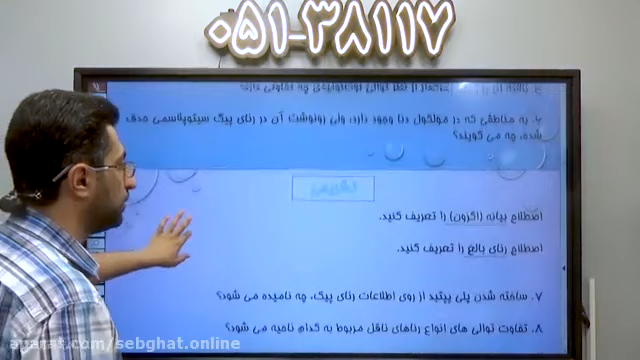 ۰۵۱-۳۸۱۱۷
۶. به مناطقی که در مولکول دنا وجود دارد، ولی رونوشت آن در رنای پیک سیتوپلاسمی حذف
شده، چه می گویند؟
تشریحی
اصطلاح بیانه (اگزون) را تعریف کنید.
اصطلاح رنای بالغ را تعریف کنید.
۷. ساخته شدن پلی پپتید از روی اطلاعات رنای پیک، چه نامیده می شود؟
۸. تفاوت توالی های انواع رناهای ناقل مربوط به کدام ناحیه می شود؟
aparat.com/sebghat.online